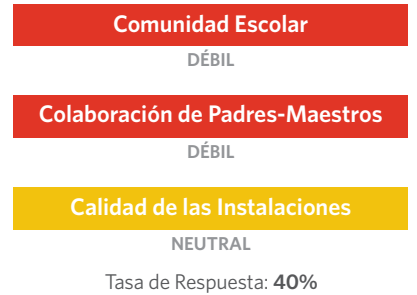 Comunidad Escolar
DÉBIL
Colaboración de Padres-Maestros
DÉBIL
Calidad de las Instalaciones
NEUTRAL
Tasa de Respuesta: 40%